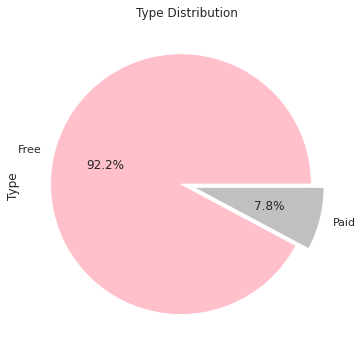 Type Distribution
Free
92.2%
Type
7.8%
Paid